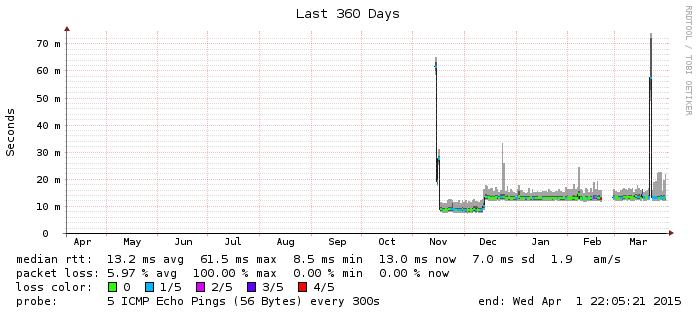 Last 360 Days
RRDTOOL / TOBI OETIKER
Seconds
70 m
60 m
50 m
40 m
30 m
20 m
10 m
0
Apr May Jun Jul Aug Sep Oct Nov Dec Jan Feb Mar
median rtt: 13.2 ms avg 61.5 ms max 8.5 ms min 13.0 ms now 7.0 ms sd 1.9 am/s
packet loss: 5.97 % avg 100.00 % max 0.00 % min 0.00 % now
loss color: 0 1/5 2/5 3/5 4/5
probe: 5 ICMP Echo Pings (56 Bytes) every 300s end: Wed Apr 1 22:05:21 2015